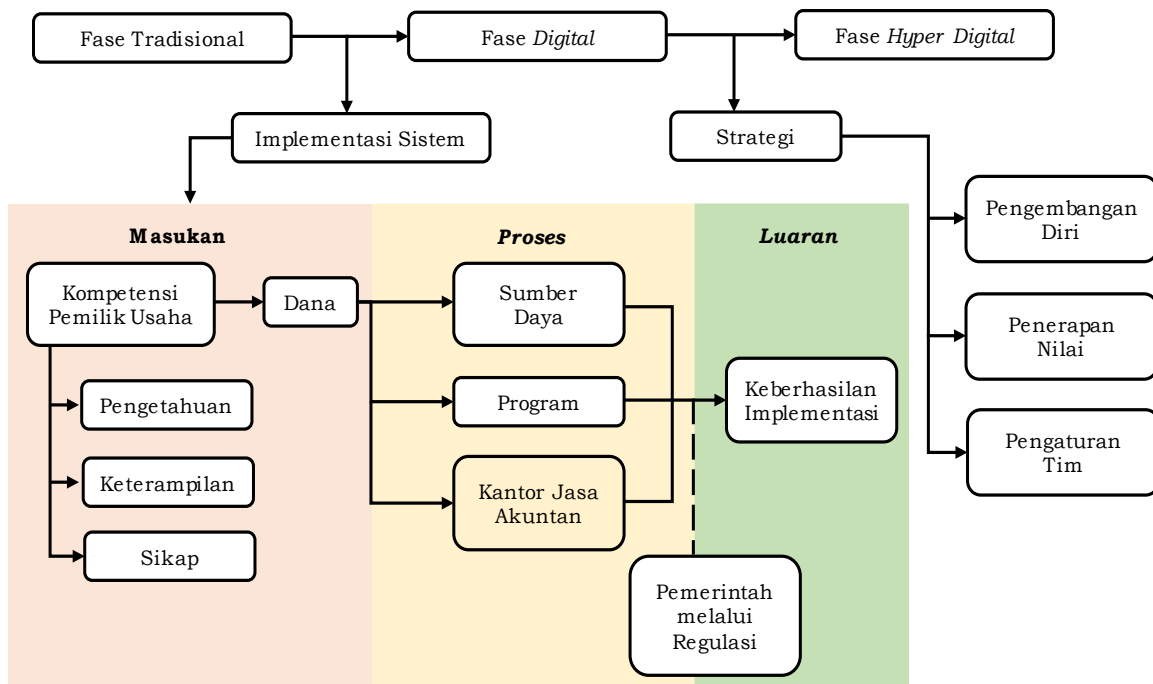 Fase Tradisional
Fase Digital
Fase Hyper Digital
Implementasi Sistem
Strategi
Masukan
Proses
Luaran
Kompetensi
Pemilik Usaha
Dana
Sumber
Daya
Pengetahuan
Program
Keterampilan
Kantor Jasa
Akuntan
Sikap
Keberhasilan
Implementasi
Pemerintah
melalui
Regulasi
Pengembangan
Diri
Penerapan
Nilai
Pengaturan
Tim